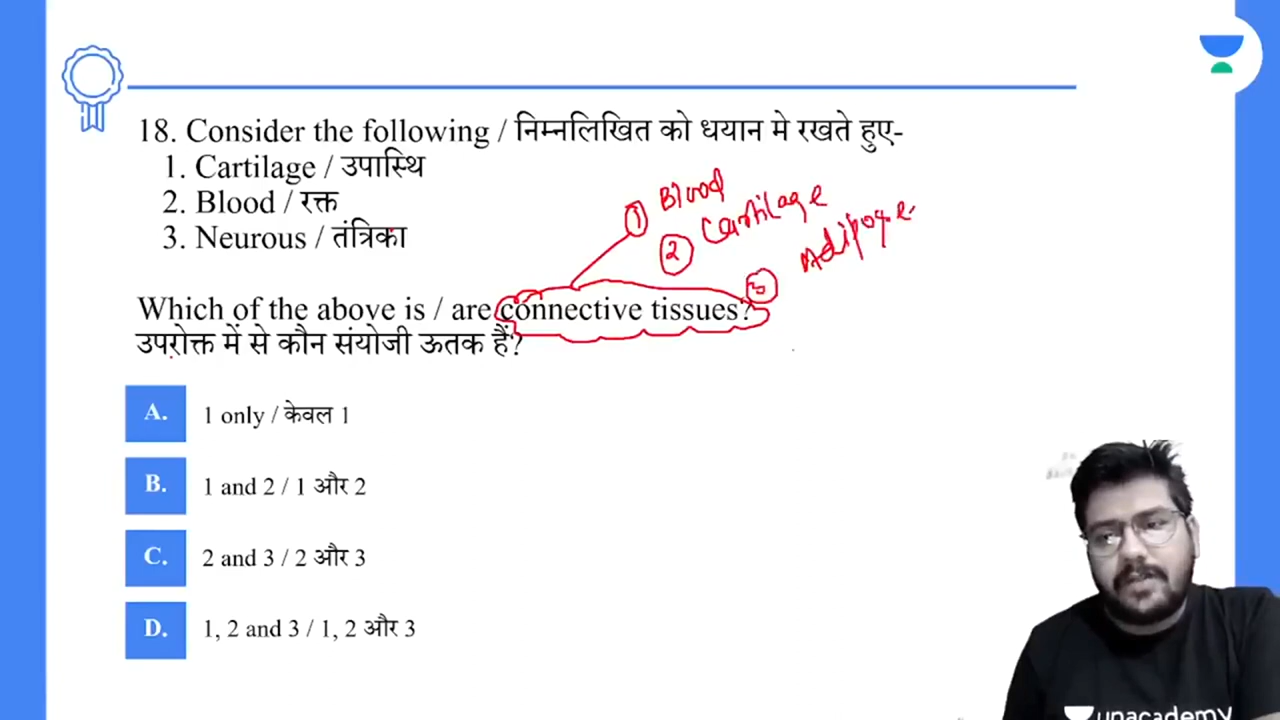 18. Consider the following / निम्नलिखित को धयान मे रखते हुए-
1. Cartilage / उपास्थि
2. Blood / रक्त
3. Neurous / तंत्रिका
① Blood
② Cartilage
③ Adipose
Which of the above is / are connective tissues?
उपरोक्त में से कौन संयोजी ऊतक हैं?
A. 1 only / केवल 1
B. 1 and 2 / 1 और 2
C. 2 and 3 / 2 और 3
D. 1, 2 and 3 / 1, 2 और 3
unacademy